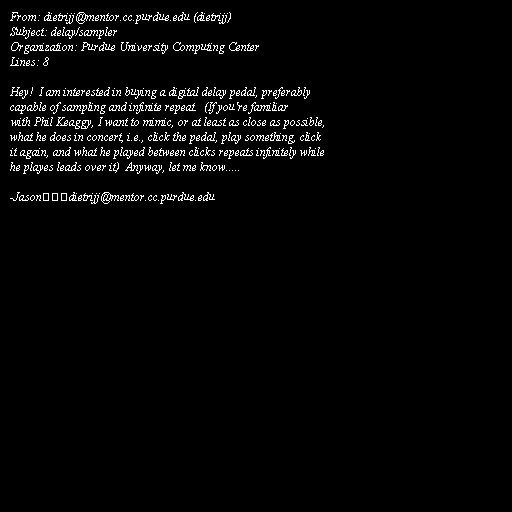 From: dietrijj@mentor.cc.purdue.edu (dietrijj)
Subject: delay/sampler
Organization: Purdue University Computing Center
Lines: 8

Hey!  I am interested in buying a digital delay pedal, preferably
capable of sampling and infinite repeat.  (If you're familiar
with Phil Keaggy, I want to mimic, or at least as close as possible,
what he does in concert, i.e., click the pedal, play something, click
it again, and what he played between clicks repeats infinitely while
he playes leads over it)  Anyway, let me know.....

-Jason□□□dietrijj@mentor.cc.purdue.edu